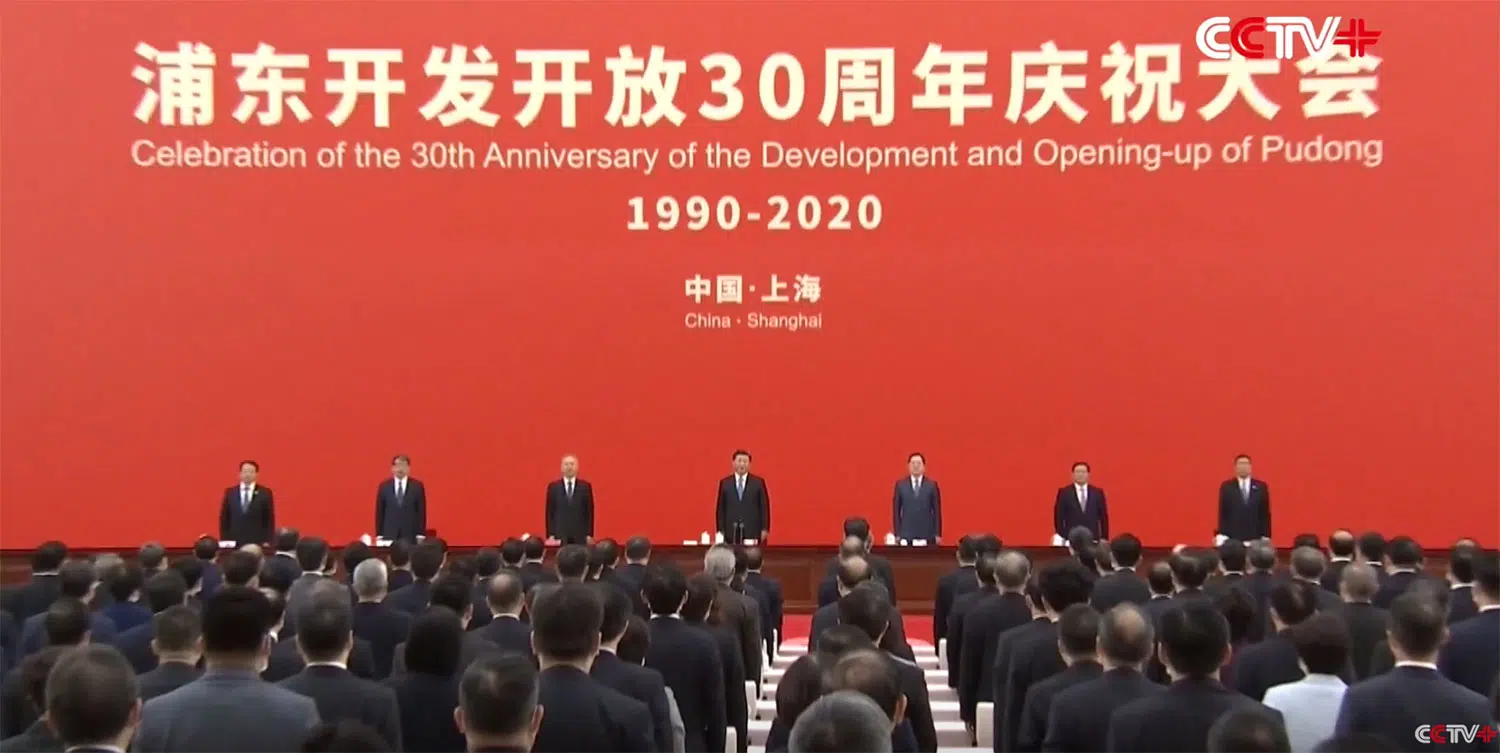 CCTV+
浦东开发开放30周年庆祝大会
Celebration of the 30th Anniversary of the Development and Opening-up of Pudong
1990-2020
中国·上海
China · Shanghai
CCTV+